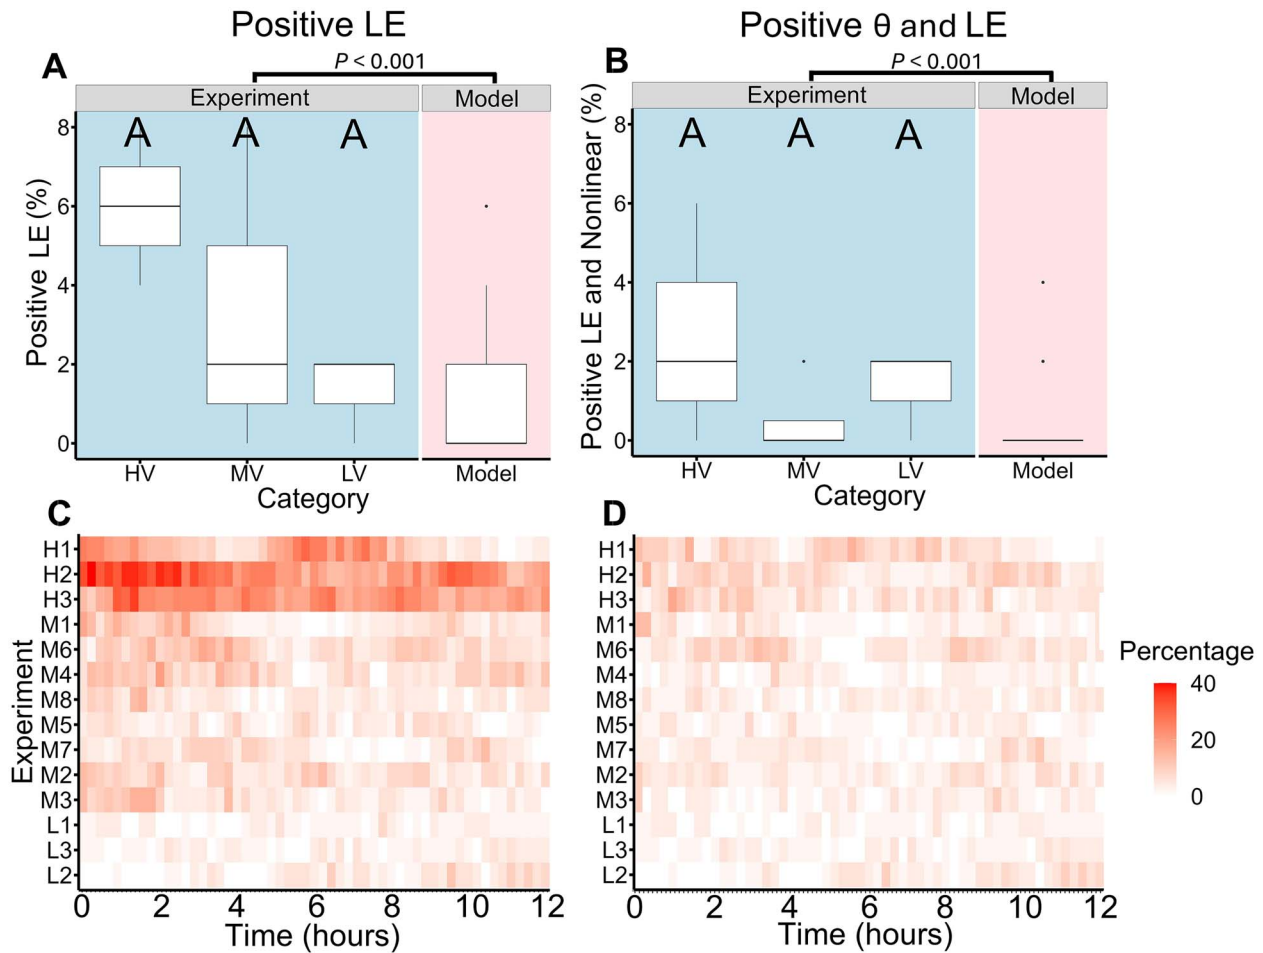 Positive LE
Positive θ and LE
A
P < 0.001
Experiment
Model
A A A
Positive LE (%)
8
6
4
2
0
HV MV LV Model
Category
B
P < 0.001
Experiment
Model
A A A
Positive LE and Nonlinear (%)
8
6
4
2
0
HV MV LV Model
Category
C
Experiment
H1
H2
H3
M1
M6
M4
M8
M5
M7
M2
M3
L1
L3
L2
0 2 4 6 8 10 12
Time (hours)
D
H1
H2
H3
M1
M6
M4
M8
M5
M7
M2
M3
L1
L3
L2
0 2 4 6 8 10 12
Time (hours)
Percentage
40
20
0